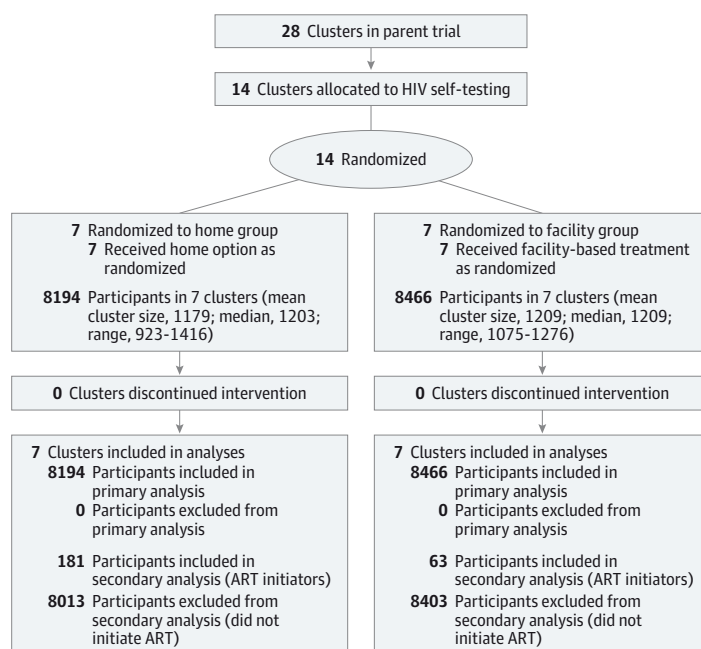 28 Clusters in parent trial
14 Clusters allocated to HIV self-testing
14 Randomized
7 Randomized to home group
7 Received home option as
randomized
8194 Participants in 7 clusters (mean
cluster size, 1179; median, 1203;
range, 923-1416)
7 Randomized to facility group
7 Received facility-based treatment
as randomized
8466 Participants in 7 clusters (mean
cluster size, 1209; median, 1209;
range, 1075-1276)
0 Clusters discontinued intervention
0 Clusters discontinued intervention
7 Clusters included in analyses
8194 Participants included in
primary analysis
0 Participants excluded from
primary analysis
181 Participants included in
secondary analysis (ART initiators)
8013 Participants excluded from
secondary analysis (did not
initiate ART)
7 Clusters included in analyses
8466 Participants included in
primary analysis
0 Participants excluded from
primary analysis
63 Participants included in
secondary analysis (ART initiators)
8403 Participants excluded from
secondary analysis (did not
initiate ART)